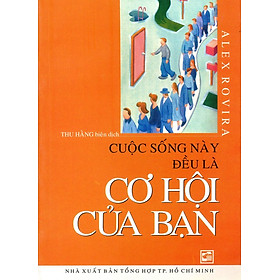 ALEX ROVIRA
THU HẰNG biên dịch
CUỘC SỐNG NÀY
ĐỀU LÀ
CƠ HỘI
CỦA BẠN
NHÀ XUẤT BẢN TỔNG HỢP TP. HỒ CHÍ MINH